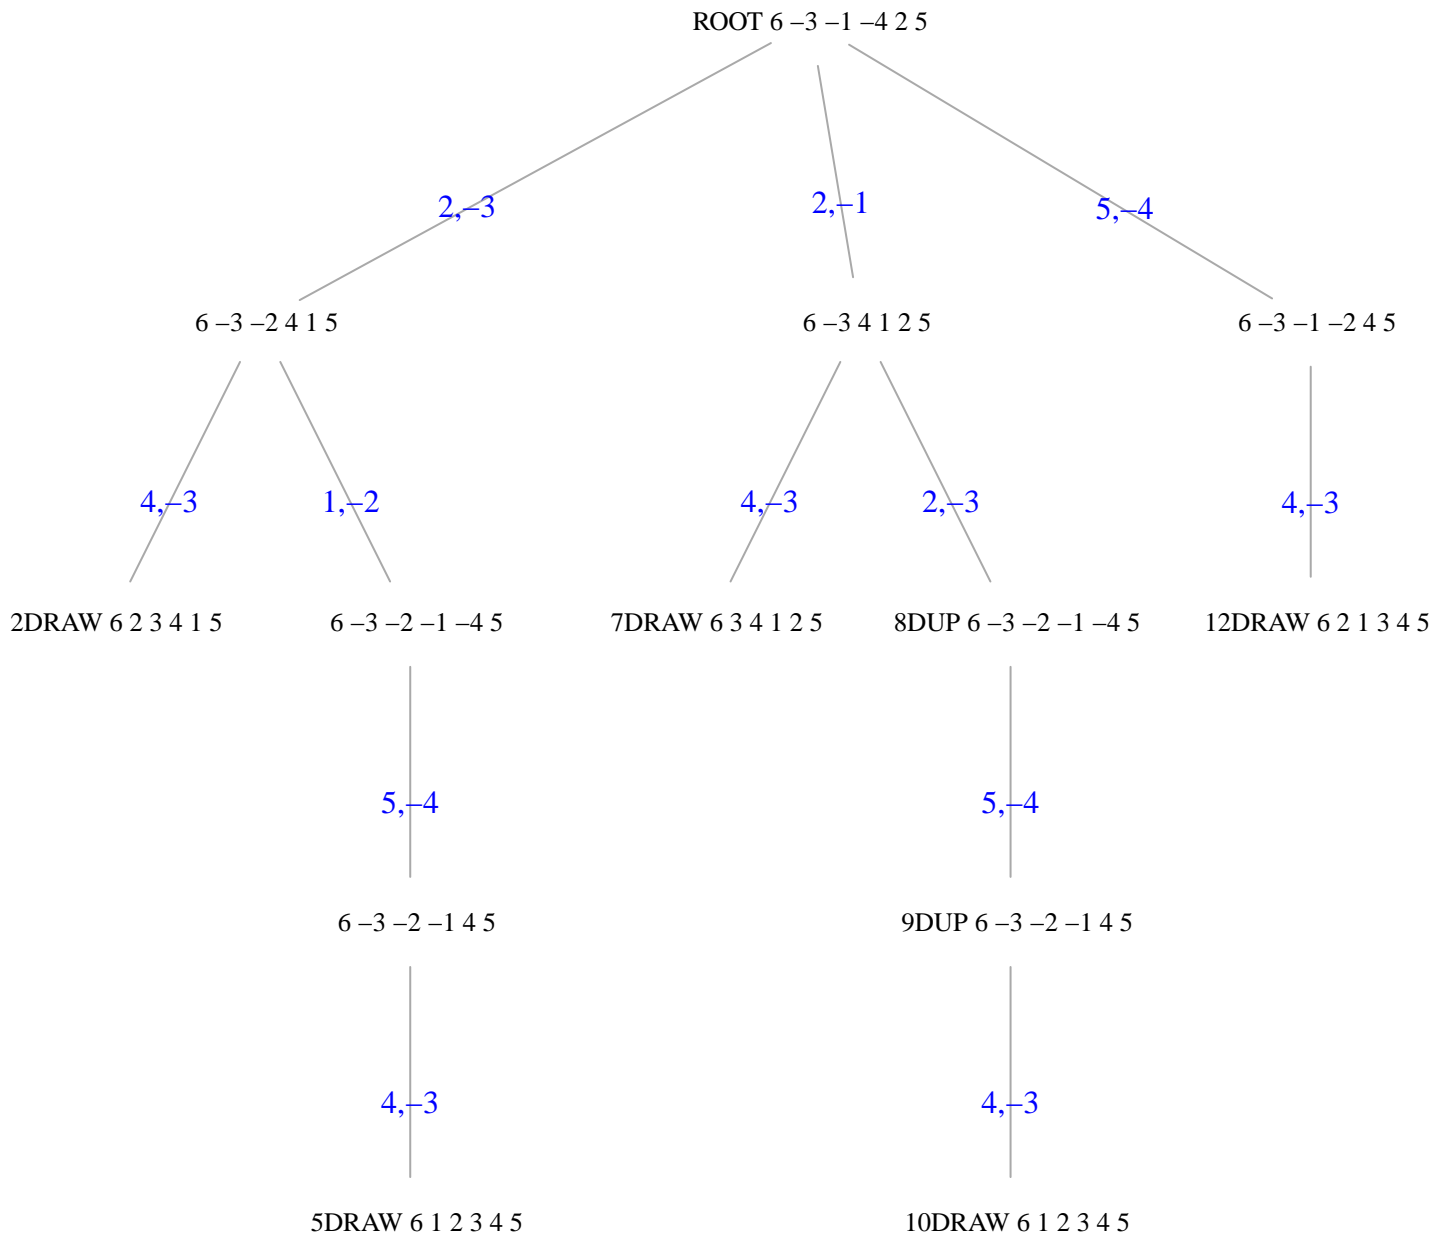 ROOT 6 –3 –1 –4 2 5
2,–3
2,–1
5,–4
6 –3 –2 4 1 5
6 –3 4 1 2 5
6 –3 –1 –2 4 5
4,–3
1,–2
4,–3
2,–3
4,–3
2DRAW 6 2 3 4 1 5
6 –3 –2 –1 –4 5
7DRAW 6 3 4 1 2 5
8DUP 6 –3 –2 –1 –4 5
12DRAW 6 2 1 3 4 5
5,–4
5,–4
6 –3 –2 –1 4 5
9DUP 6 –3 –2 –1 4 5
4,–3
4,–3
5DRAW 6 1 2 3 4 5
10DRAW 6 1 2 3 4 5